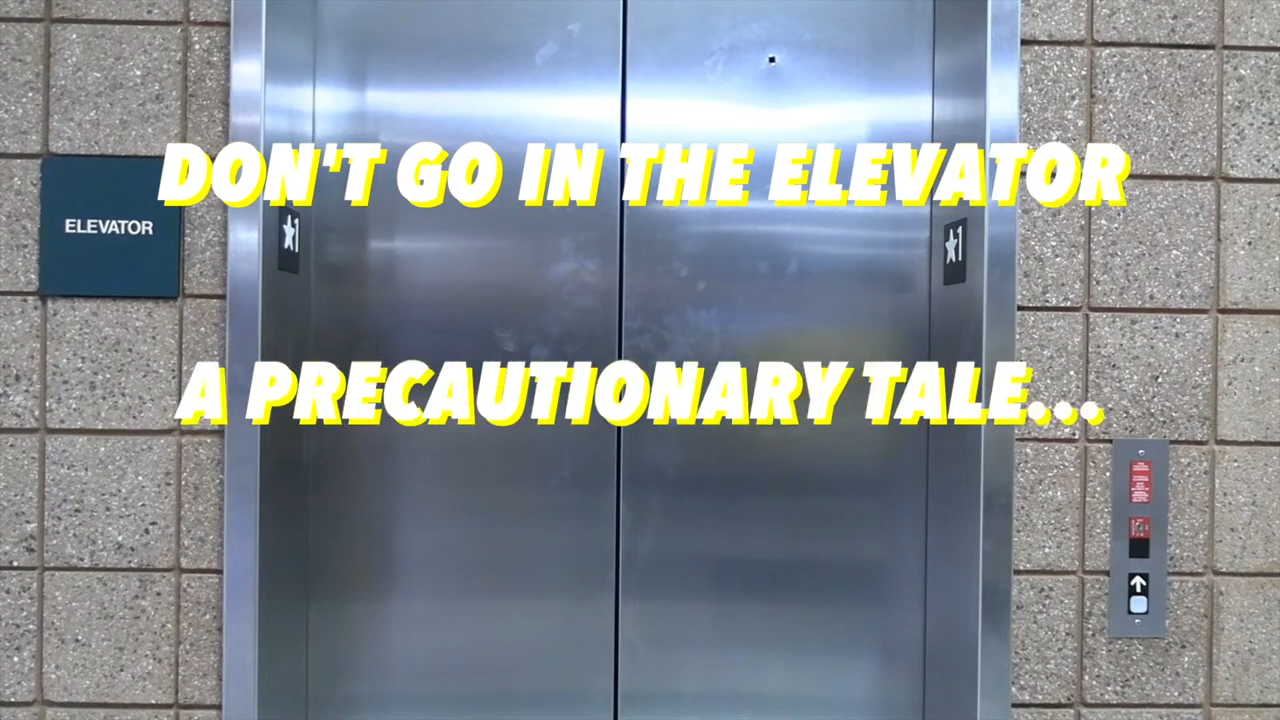 DON'T GO IN THE ELEVATOR
ELEVATOR
★1
★1
A PRECAUTIONARY TALE...